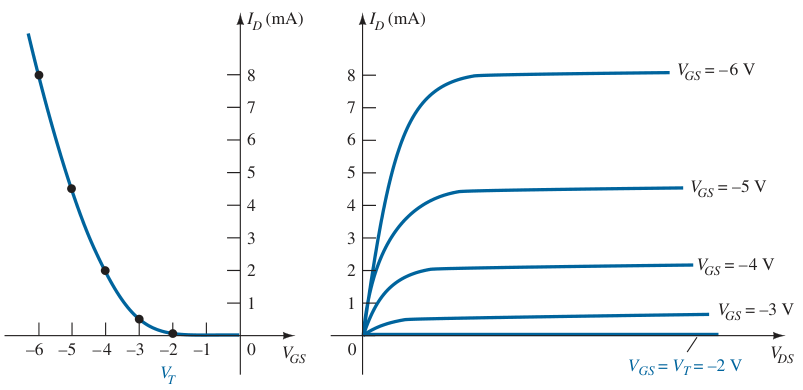 I_D (mA)
8
7
6
5
4
3
2
1
–6 –5 –4 –3 –2 –1 0 V_GS
V_T
I_D (mA)
8
7
6
5
4
3
2
1
0
V_GS = –6 V
V_GS = –5 V
V_GS = –4 V
V_GS = –3 V
V_DS
V_GS = V_T = –2 V